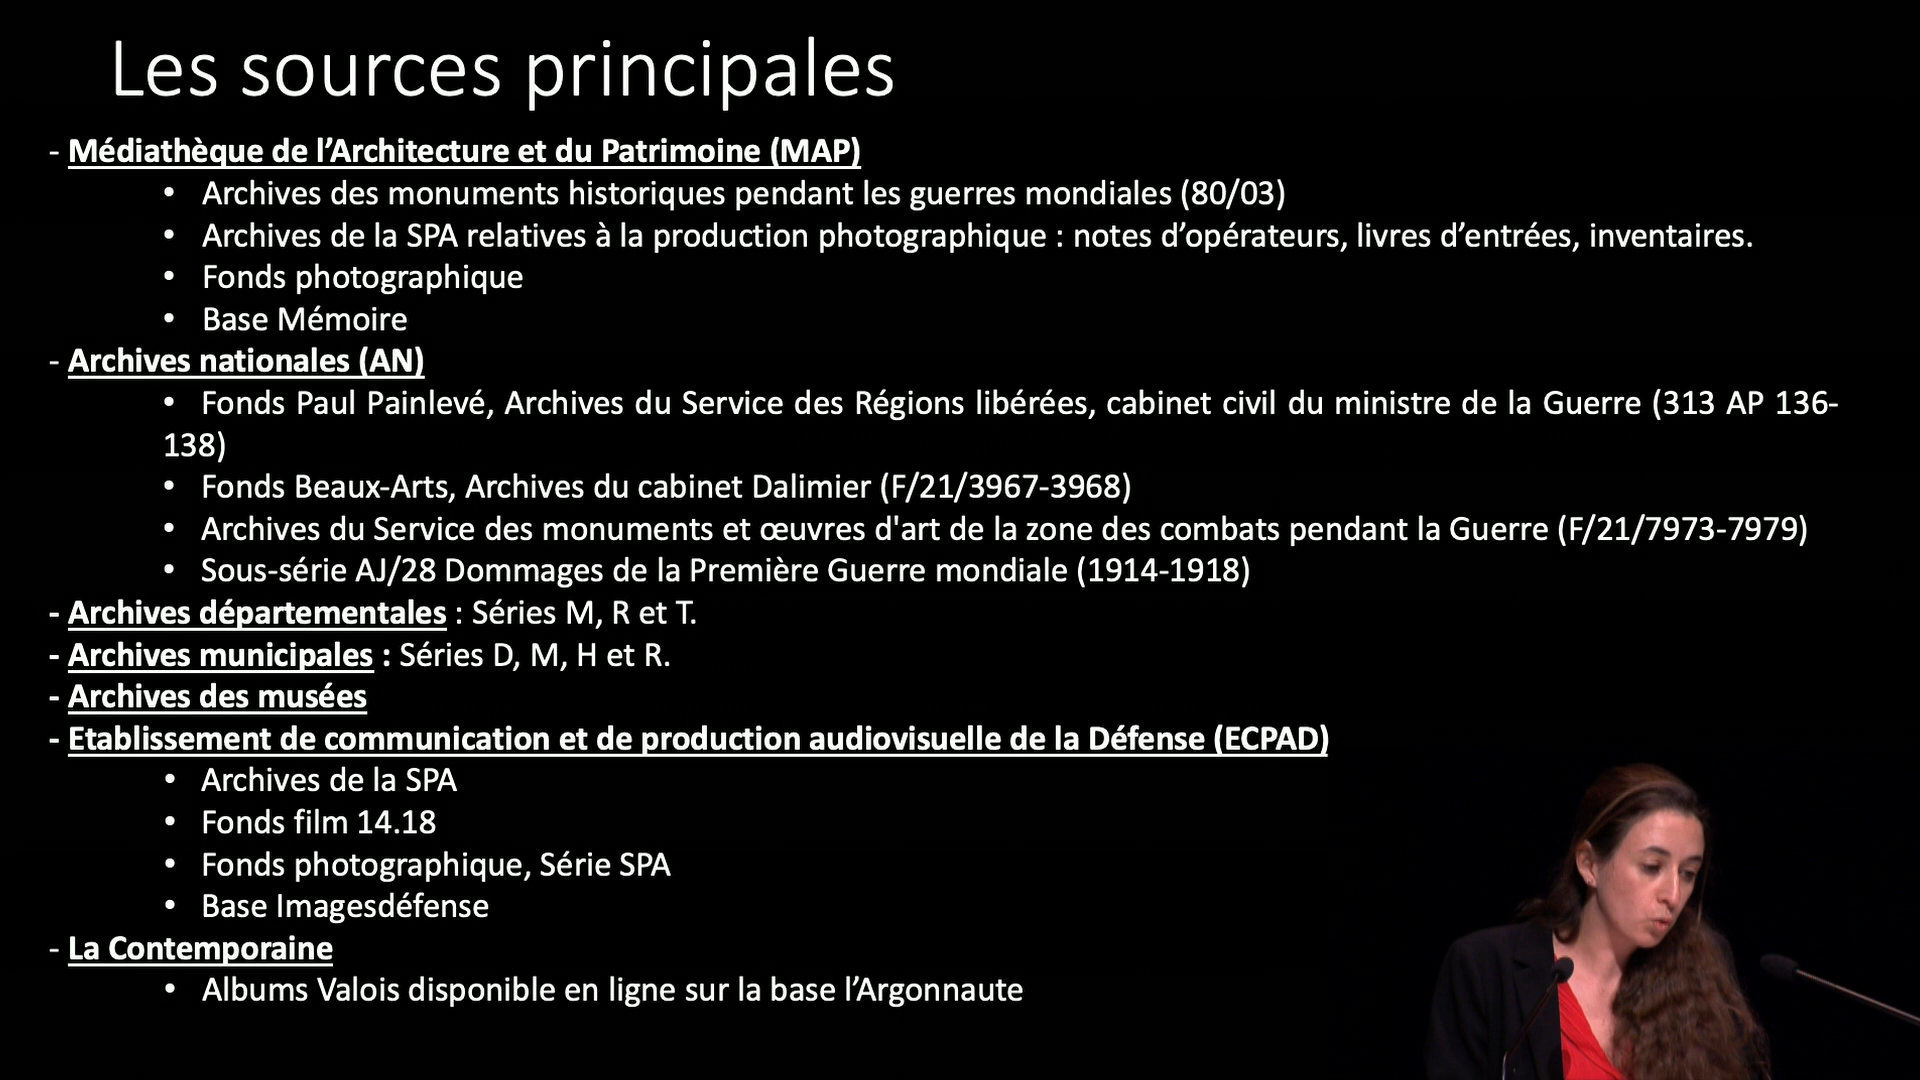 Les sources principales
- Médiathèque de l’Architecture et du Patrimoine (MAP)
• Archives des monuments historiques pendant les guerres mondiales (80/03)
• Archives de la SPA relatives à la production photographique : notes d’opérateurs, livres d’entrées, inventaires.
• Fonds photographique
• Base Mémoire
- Archives nationales (AN)
• Fonds Paul Painlevé, Archives du Service des Régions libérées, cabinet civil du ministre de la Guerre (313 AP 136-
138)
• Fonds Beaux-Arts, Archives du cabinet Dalimier (F/21/3967-3968)
• Archives du Service des monuments et œuvres d'art de la zone des combats pendant la Guerre (F/21/7973-7979)
• Sous-série AJ/28 Dommages de la Première Guerre mondiale (1914-1918)
- Archives départementales : Séries M, R et T.
- Archives municipales : Séries D, M, H et R.
- Archives des musées
- Etablissement de communication et de production audiovisuelle de la Défense (ECPAD)
• Archives de la SPA
• Fonds film 14.18
• Fonds photographique, Série SPA
• Base Imagesdéfense
- La Contemporaine
• Albums Valois disponible en ligne sur la base l’Argonnaute